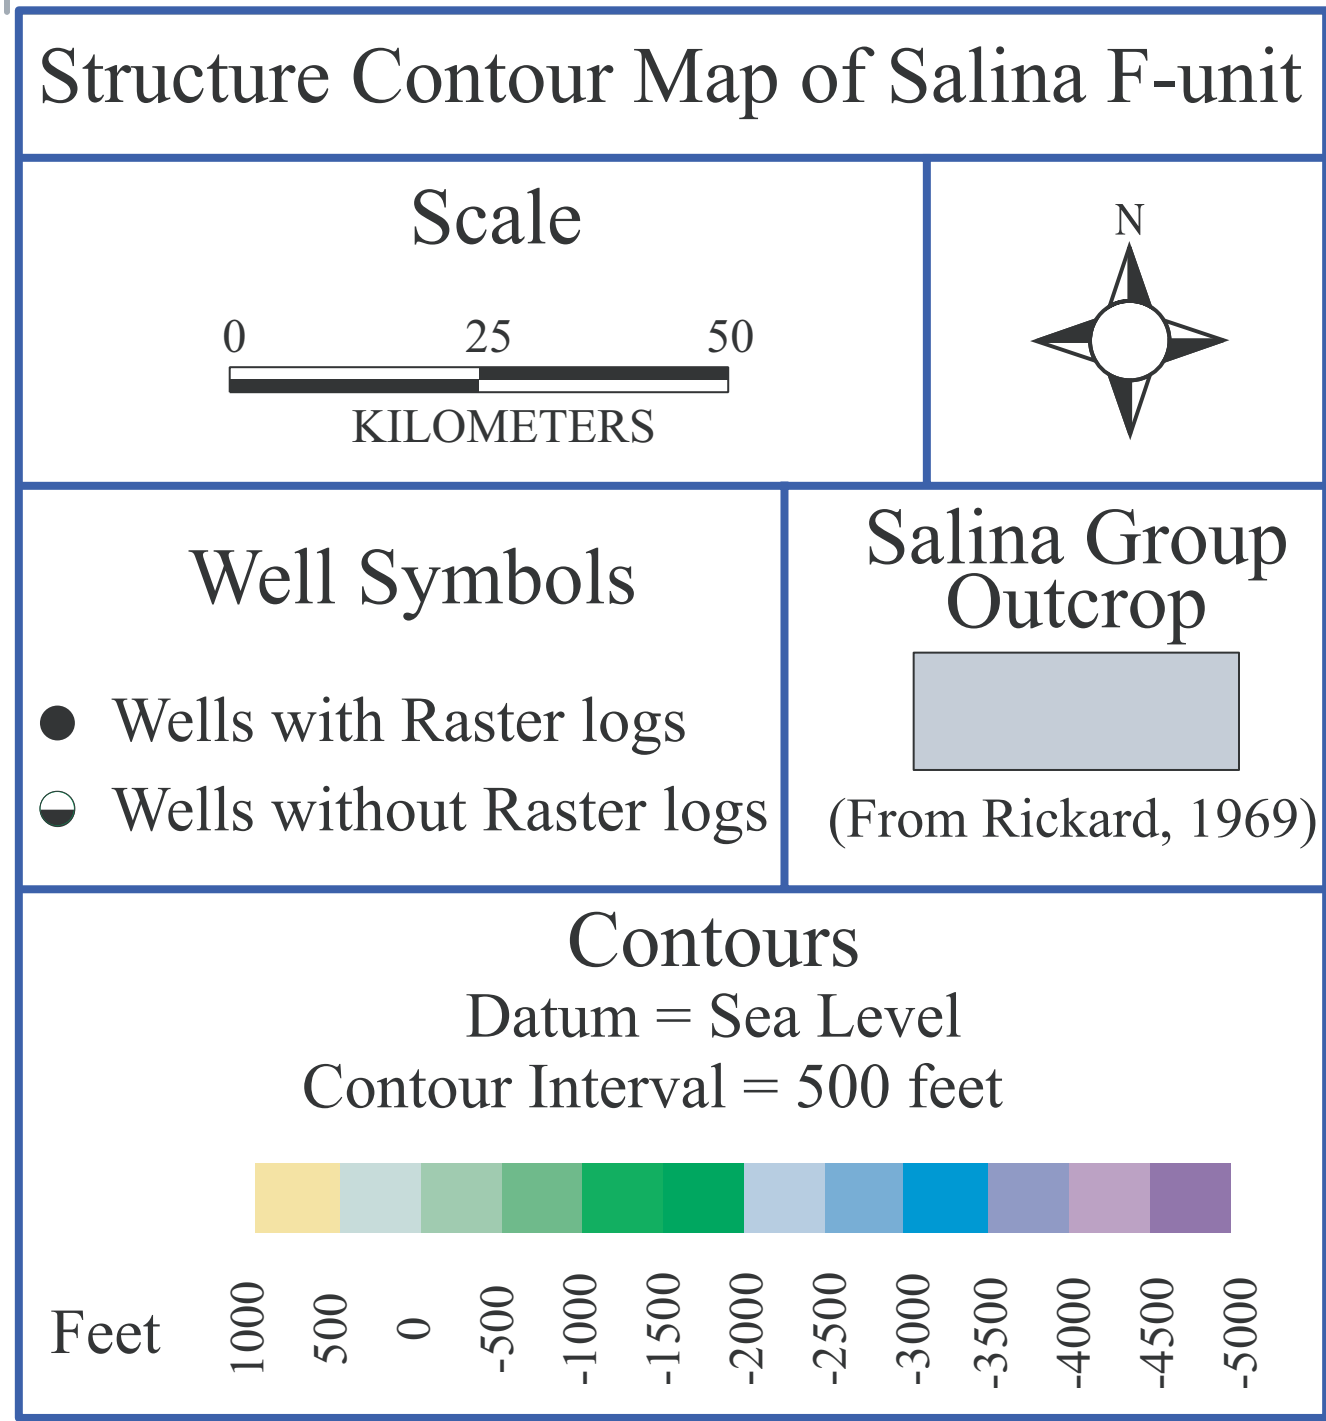 Structure Contour Map of Salina F-unit
Scale
0 25 50
KILOMETERS
N
Well Symbols
Wells with Raster logs
Wells without Raster logs
Salina Group
Outcrop
(From Rickard, 1969)
Contours
Datum = Sea Level
Contour Interval = 500 feet
Feet 1000 500 0 -500 -1000 -1500 -2000 -2500 -3000 -3500 -4000 -4500 -5000